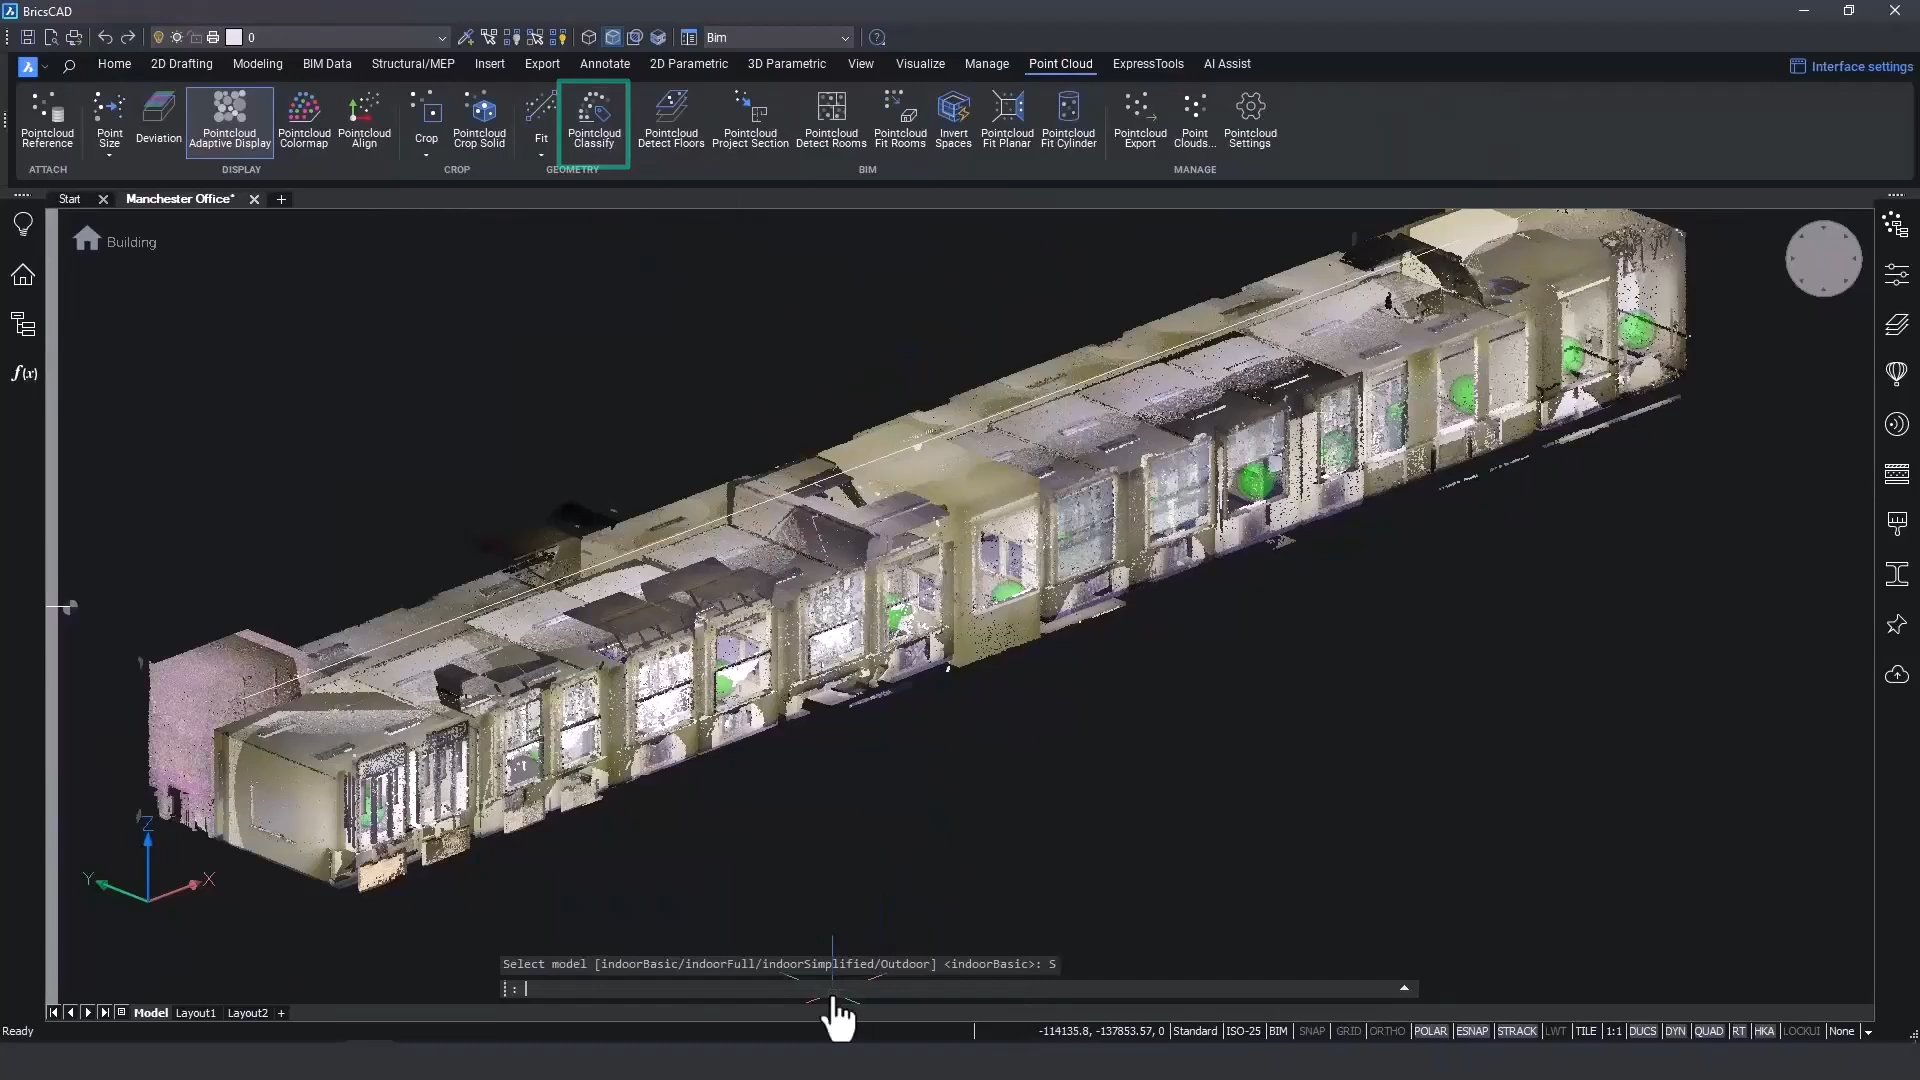 BricsCAD
0
Bim
Home 2D Drafting Modeling BIM Data Structural/MEP Insert Export Annotate 2D Parametric 3D Parametric View Visualize Manage Point Cloud ExpressTools AI Assist
Interface settings
Pointcloud Reference
Point Size
Deviation
Pointcloud Adaptive Display
Pointcloud Colormap
Pointcloud Align
Crop
Pointcloud Crop Solid
Fit
Pointcloud Classify
Pointcloud Detect Floors
Pointcloud Project Section
Pointcloud Detect Rooms
Pointcloud Fit Rooms
Invert Spaces
Pointcloud Fit Planar
Pointcloud Fit Cylinder
Pointcloud Export
Point Clouds...
Pointcloud Settings
ATTACH DISPLAY CROP GEOMETRY BIM MANAGE
Start Manchester Office*
Building
f(x)
Z
Y
X
Select model [indoorBasic/indoorFull/indoorSimplified/Outdoor] <indoorBasic>: S
:
Model Layout1 Layout2 +
Ready
-114135.8, -137853.57, 0 Standard ISO-25 BIM SNAP GRID ORTHO POLAR ESNAP STRACK LWT TILE 1:1 DUCS DYN QUAD RT HKA LOCKUI None